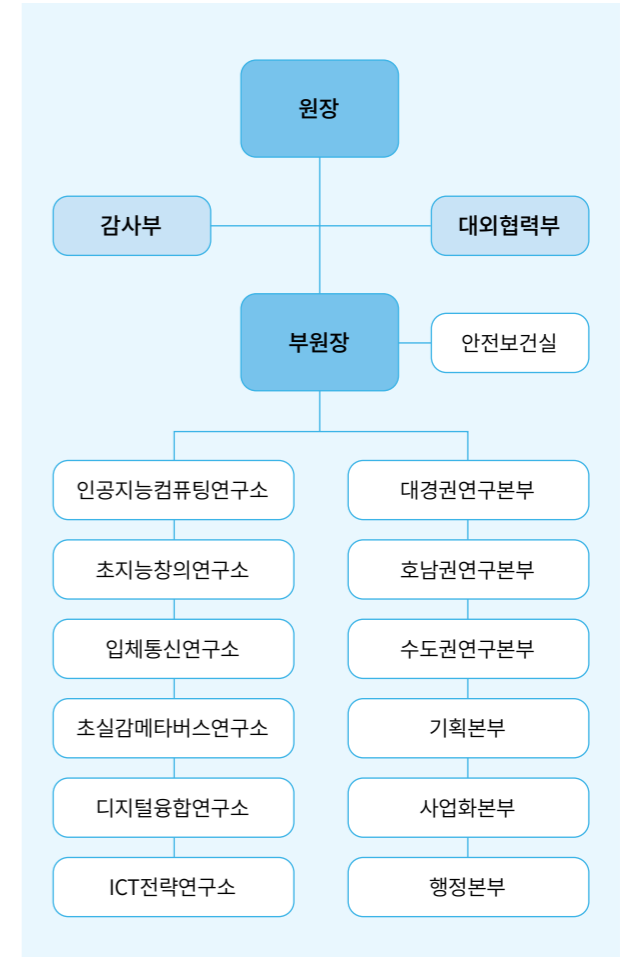 원장
감사부
대외협력부
부원장
안전보건실
인공지능컴퓨팅연구소
대경권연구본부
초지능창의연구소
호남권연구본부
입체통신연구소
수도권연구본부
초실감메타버스연구소
기획본부
디지털융합연구소
사업화본부
ICT전략연구소
행정본부